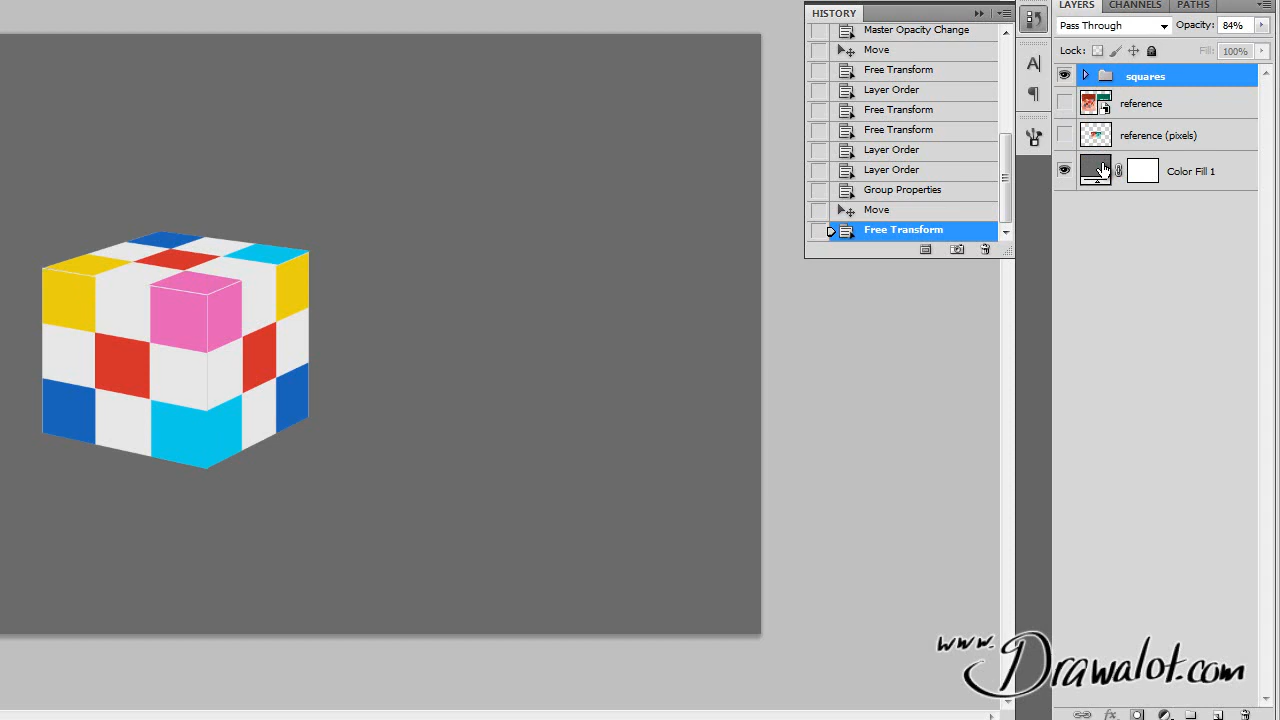 HISTORY
Master Opacity Change
Move
Free Transform
Layer Order
Free Transform
Free Transform
Layer Order
Layer Order
Group Properties
Move
Free Transform
LAYERS CHANNELS PATHS
Pass Through Opacity: 84%
Lock: Fill: 100%
squares
reference
reference (pixels)
Color Fill 1
A
fx
www.Drawalot.com